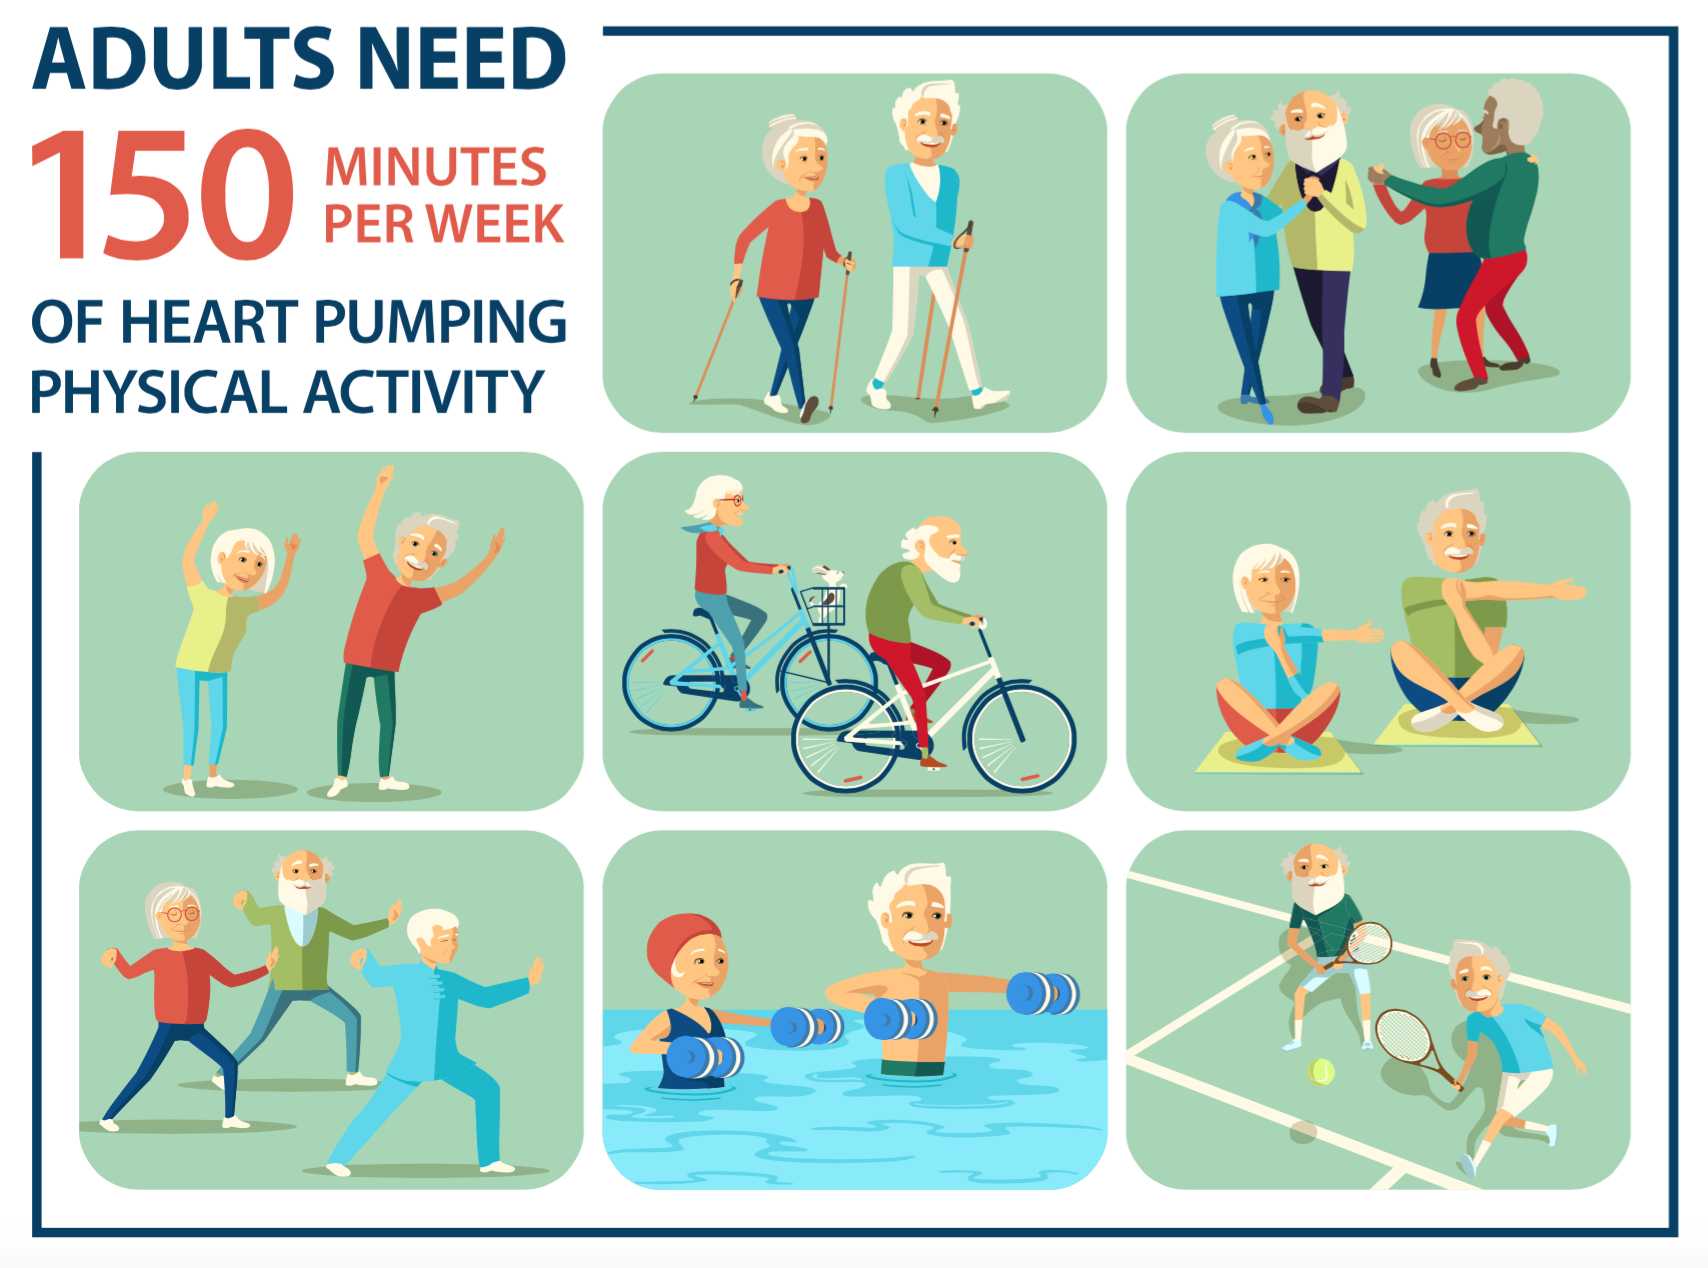 ADULTS NEED
150 MINUTES
PER WEEK
OF HEART PUMPING
PHYSICAL ACTIVITY